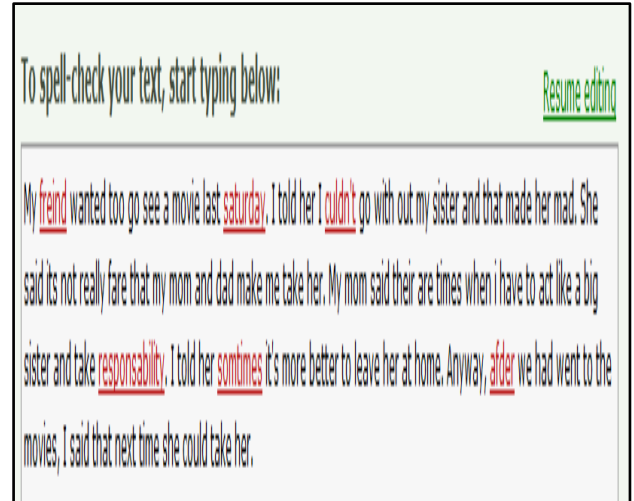 To spell-check your text, start typing below:
Resume editing
My freind wanted too go see a movie last saturday. I told her I culdn't go with out my sister and that made her mad. She
said its not really fare that my mom and dad make me take her. My mom said their are times when i have to act like a big
sister and take responsability. I told her somtimes it's more better to leave her at home. Anyway, afder we had went to the
movies, I said that next time she could take her.